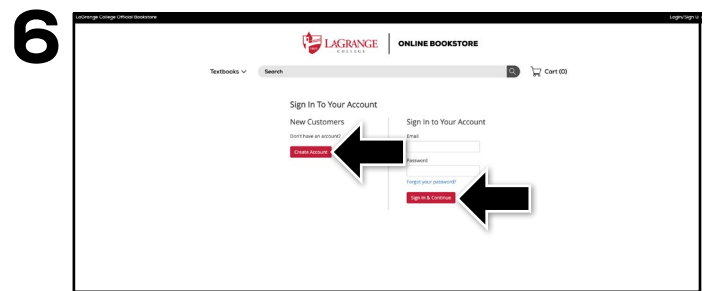 6
LaGrange College Official Bookstore
Login/Sign U
LAGRANGE
COLLEGE
ONLINE BOOKSTORE
Textbooks
Search
Cart (0)
Sign In To Your Account
New Customers
Don't have an account?
Create Account
Sign In to Your Account
Email
Password
Forgot your password?
Sign In & Continue